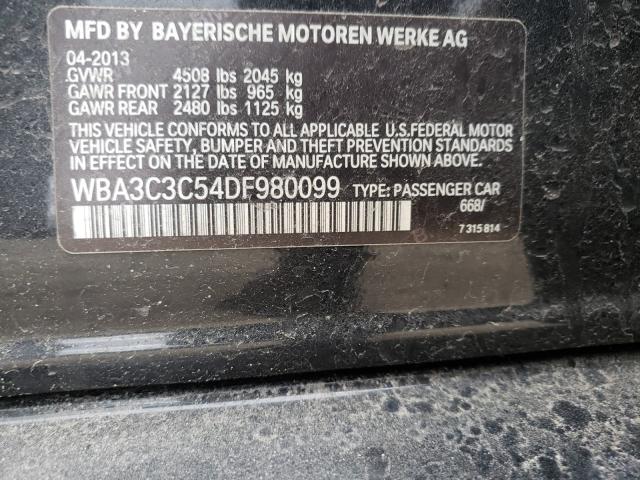 MFD BY BAYERISCHE MOTOREN WERKE AG
04-2013
GVWR 4508 lbs 2045 kg
GAWR FRONT 2127 lbs 965 kg
GAWR REAR 2480 lbs 1125 kg
THIS VEHICLE CONFORMS TO ALL APPLICABLE U.S.FEDERAL MOTOR
VEHICLE SAFETY, BUMPER AND THEFT PREVENTION STANDARDS
IN EFFECT ON THE DATE OF MANUFACTURE SHOWN ABOVE.
WBA3C3C54DF980099 TYPE: PASSENGER CAR
668/
7 315 814